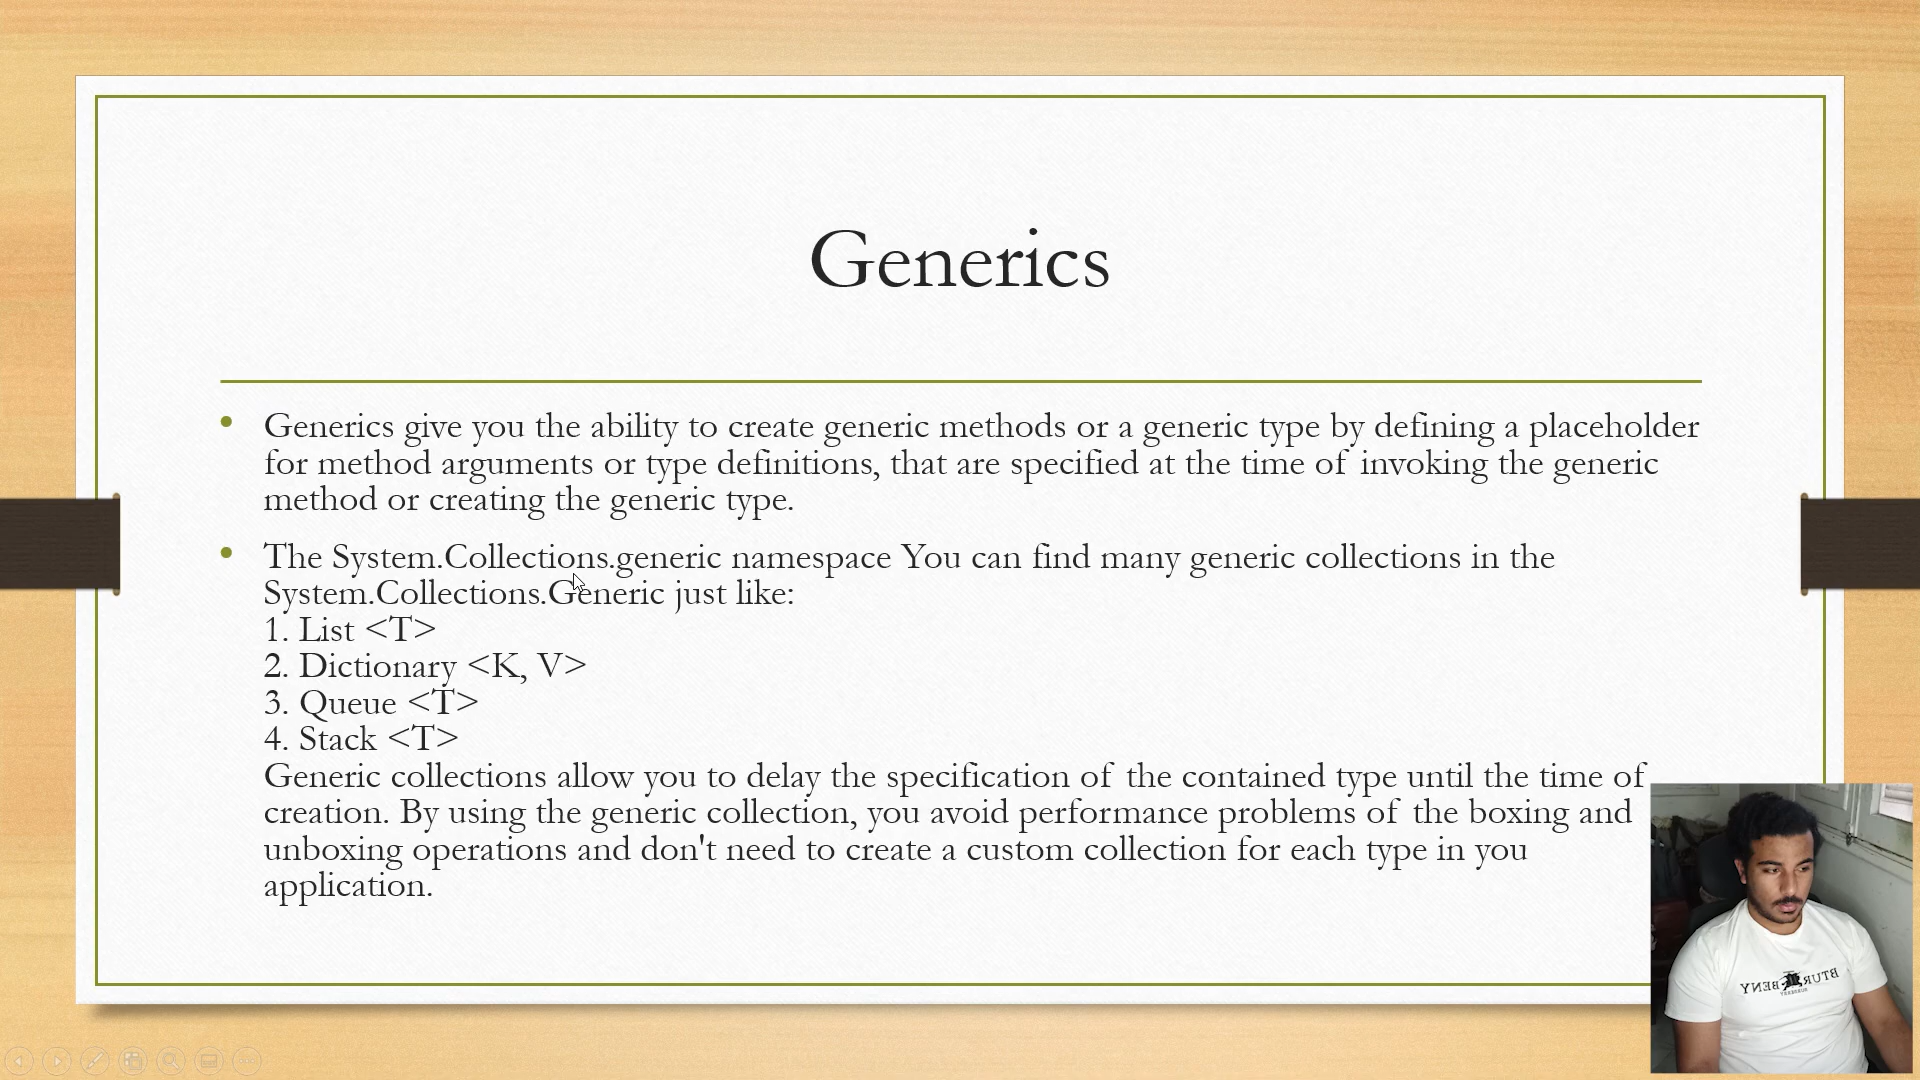 Generics
Generics give you the ability to create generic methods or a generic type by defining a placeholder
for method arguments or type definitions, that are specified at the time of invoking the generic
method or creating the generic type.
The System.Collections.generic namespace You can find many generic collections in the
System.Collections.Generic just like:
1. List <T>
2. Dictionary <K, V>
3. Queue <T>
4. Stack <T>
Generic collections allow you to delay the specification of the contained type until the time of
creation. By using the generic collection, you avoid performance problems of the boxing and
unboxing operations and don't need to create a custom collection for each type in you
application.